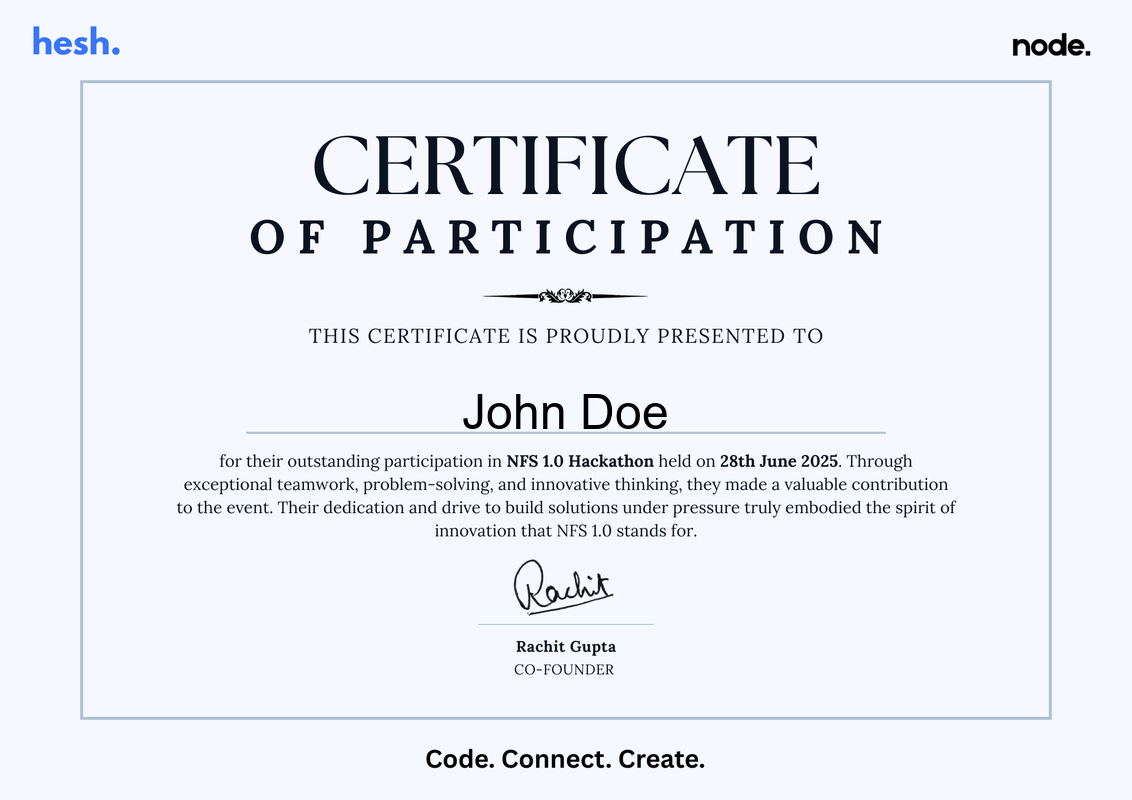 hesh.
node.
CERTIFICATE
OF PARTICIPATION
THIS CERTIFICATE IS PROUDLY PRESENTED TO
John Doe
for their outstanding participation in NFS 1.0 Hackathon held on 28th June 2025. Through
exceptional teamwork, problem-solving, and innovative thinking, they made a valuable contribution
to the event. Their dedication and drive to build solutions under pressure truly embodied the spirit of
innovation that NFS 1.0 stands for.
Rachit
Rachit Gupta
CO-FOUNDER
Code. Connect. Create.